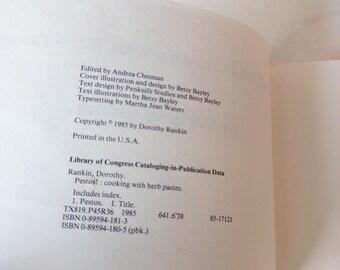 Edited by Andrea Chesman
Cover illustration and design by Betsy Bayley
Text design by Penknife Studios and Betsy Bayley
Text illustrations by Betsy Bayley
Typesetting by Martha Jean Waters
Copyright © 1985 by Dorothy Rankin
Printed in the U.S.A.
Library of Congress Cataloging-in-Publication Data
Rankin, Dorothy.
Pestos! : cooking with herb pastes.
Includes index.
1. Pestos. I. Title.
TX819.P45R36 1985 641.6'38 85-17121
ISBN 0-89594-181-3
ISBN 0-89594-180-5 (pbk.)